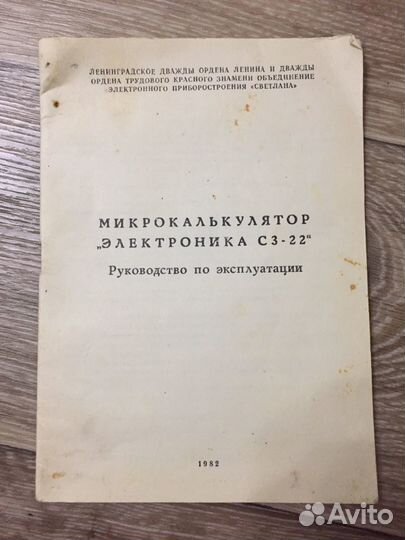 ЛЕНИНГРАДСКОЕ ДВАЖДЫ ОРДЕНА ЛЕНИНА И ДВАЖДЫ
ОРДЕНА ТРУДОВОГО КРАСНОГО ЗНАМЕНИ ОБЪЕДИНЕНИЕ
ЭЛЕКТРОННОГО ПРИБОРОСТРОЕНИЯ «СВЕТЛАНА»
МИКРОКАЛЬКУЛЯТОР
„ЭЛЕКТРОНИКА С3-22“
Руководство по эксплуатации
1982
Avito